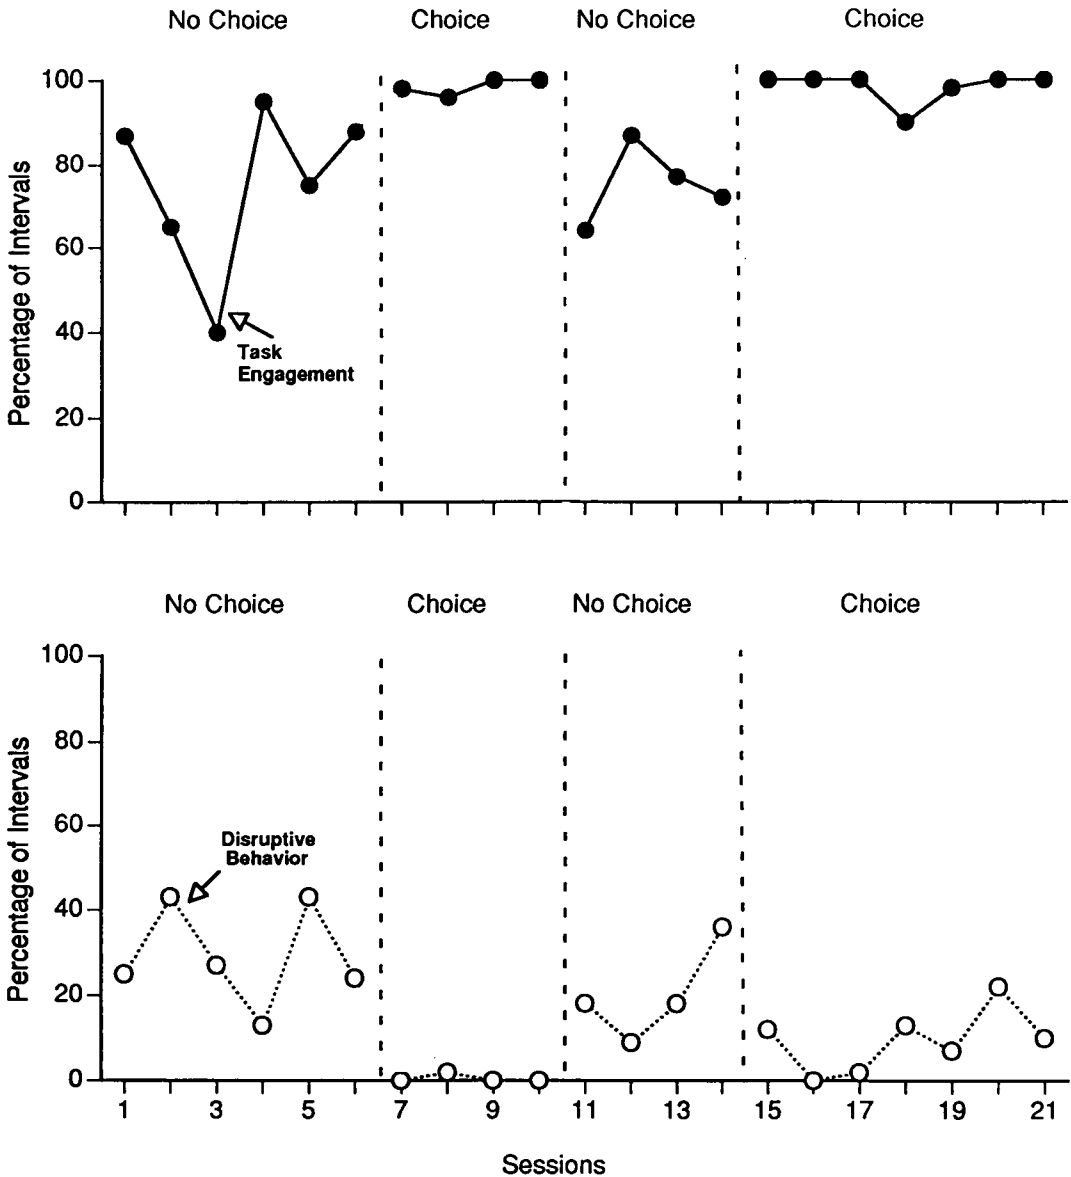 No Choice Choice No Choice Choice
Percentage of Intervals
100
80
60
40
20
0
Task
Engagement
No Choice Choice No Choice Choice
Percentage of Intervals
100
80
60
40
20
0
Disruptive
Behavior
1 3 5 7 9 11 13 15 17 19 21
Sessions